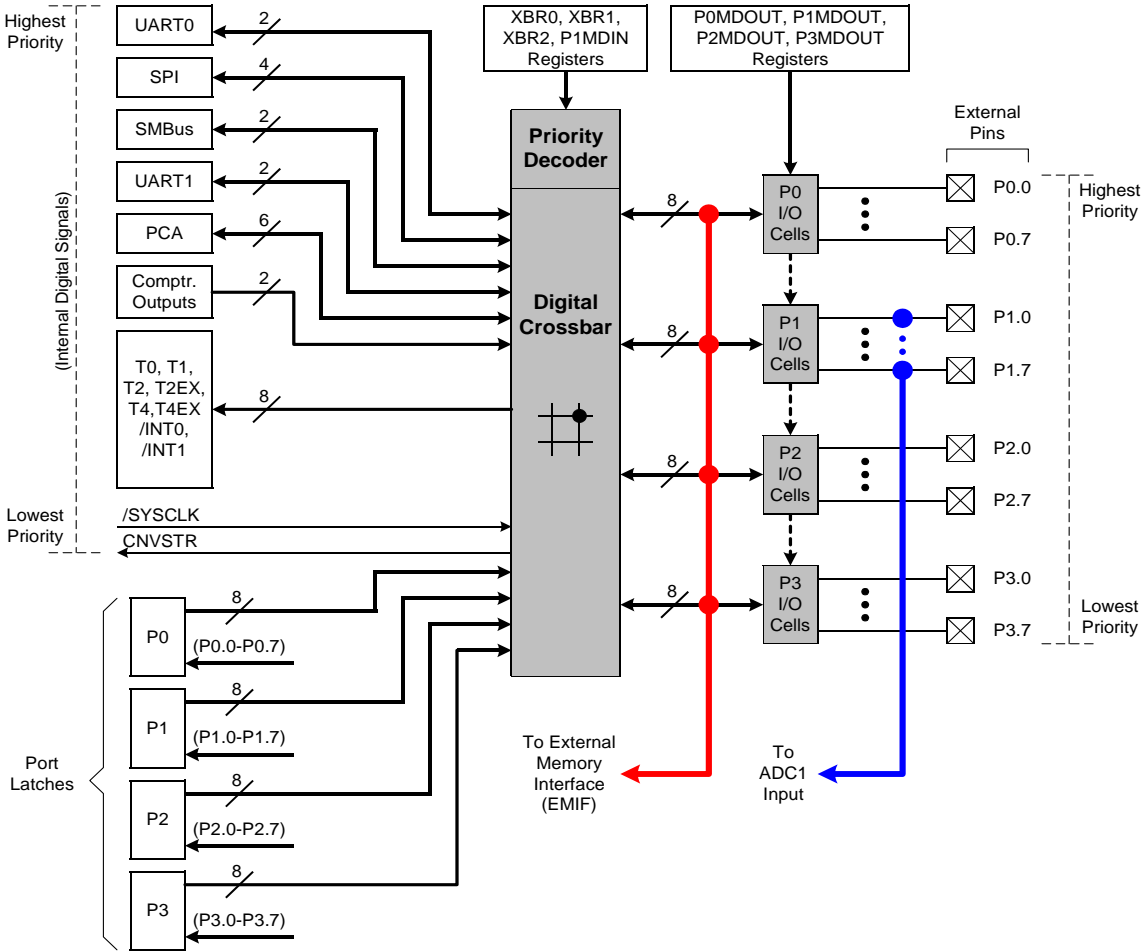 Highest
Priority
UART0
2
SPI
4
SMBus
2
UART1
2
PCA
6
Comptr.
Outputs
2
T0, T1,
T2, T2EX,
T4,T4EX
/INT0,
/INT1
8
(Internal Digital Signals)
Lowest
Priority
/SYSCLK
CNVSTR
XBR0, XBR1,
XBR2, P1MDIN
Registers
P0MDOUT, P1MDOUT,
P2MDOUT, P3MDOUT
Registers
Priority
Decoder
Digital
Crossbar
8
8
8
8
P0
I/O
Cells
P1
I/O
Cells
P2
I/O
Cells
P3
I/O
Cells
External
Pins
P0.0
P0.7
P1.0
P1.7
P2.0
P2.7
P3.0
P3.7
Highest
Priority
Lowest
Priority
Port
Latches
P0
8
(P0.0-P0.7)
P1
8
(P1.0-P1.7)
P2
8
(P2.0-P2.7)
P3
8
(P3.0-P3.7)
To External
Memory
Interface
(EMIF)
To
ADC1
Input